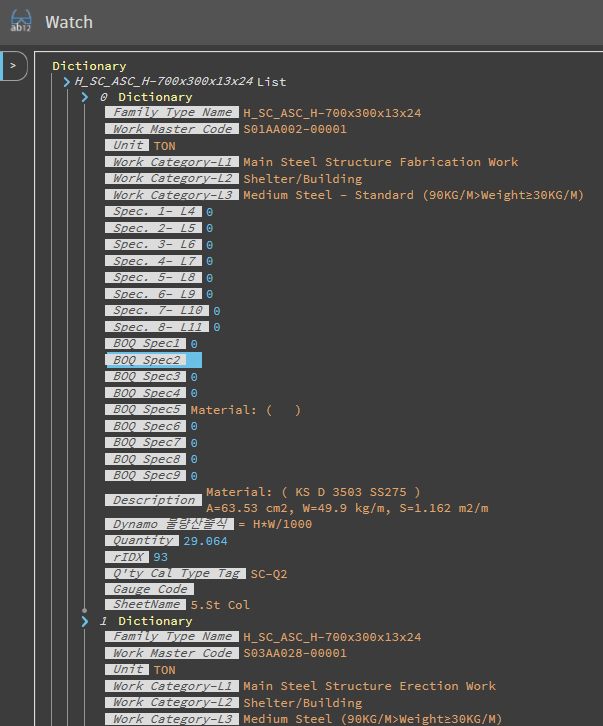 ab12 Watch
>
Dictionary
H_SC_ASC_H-700x300x13x24 List
0 Dictionary
Family Type Name H_SC_ASC_H-700x300x13x24
Work Master Code S01AA002-00001
Unit TON
Work Category-L1 Main Steel Structure Fabrication Work
Work Category-L2 Shelter/Building
Work Category-L3 Medium Steel - Standard (90KG/M>Weight≥30KG/M)
Spec. 1- L4 0
Spec. 2- L5 0
Spec. 3- L6 0
Spec. 4- L7 0
Spec. 5- L8 0
Spec. 6- L9 0
Spec. 7- L10 0
Spec. 8- L11 0
BOQ Spec1 0
BOQ Spec2
BOQ Spec3 0
BOQ Spec4 0
BOQ Spec5 Material: (   )
BOQ Spec6 0
BOQ Spec7 0
BOQ Spec8 0
BOQ Spec9 0
Description Material: ( KS D 3503 SS275 )
A=63.53 cm2, W=49.9 kg/m, S=1.162 m2/m
Dynamo 물량산출식 = H*W/1000
Quantity 29.064
rIDX 93
Q'ty Cal Type Tag SC-Q2
Gauge Code
SheetName 5.St Col
1 Dictionary
Family Type Name H_SC_ASC_H-700x300x13x24
Work Master Code S03AA028-00001
Unit TON
Work Category-L1 Main Steel Structure Erection Work
Work Category-L2 Shelter/Building
Work Category-L3 Medium Steel (90KG/M>Weight≥30KG/M)